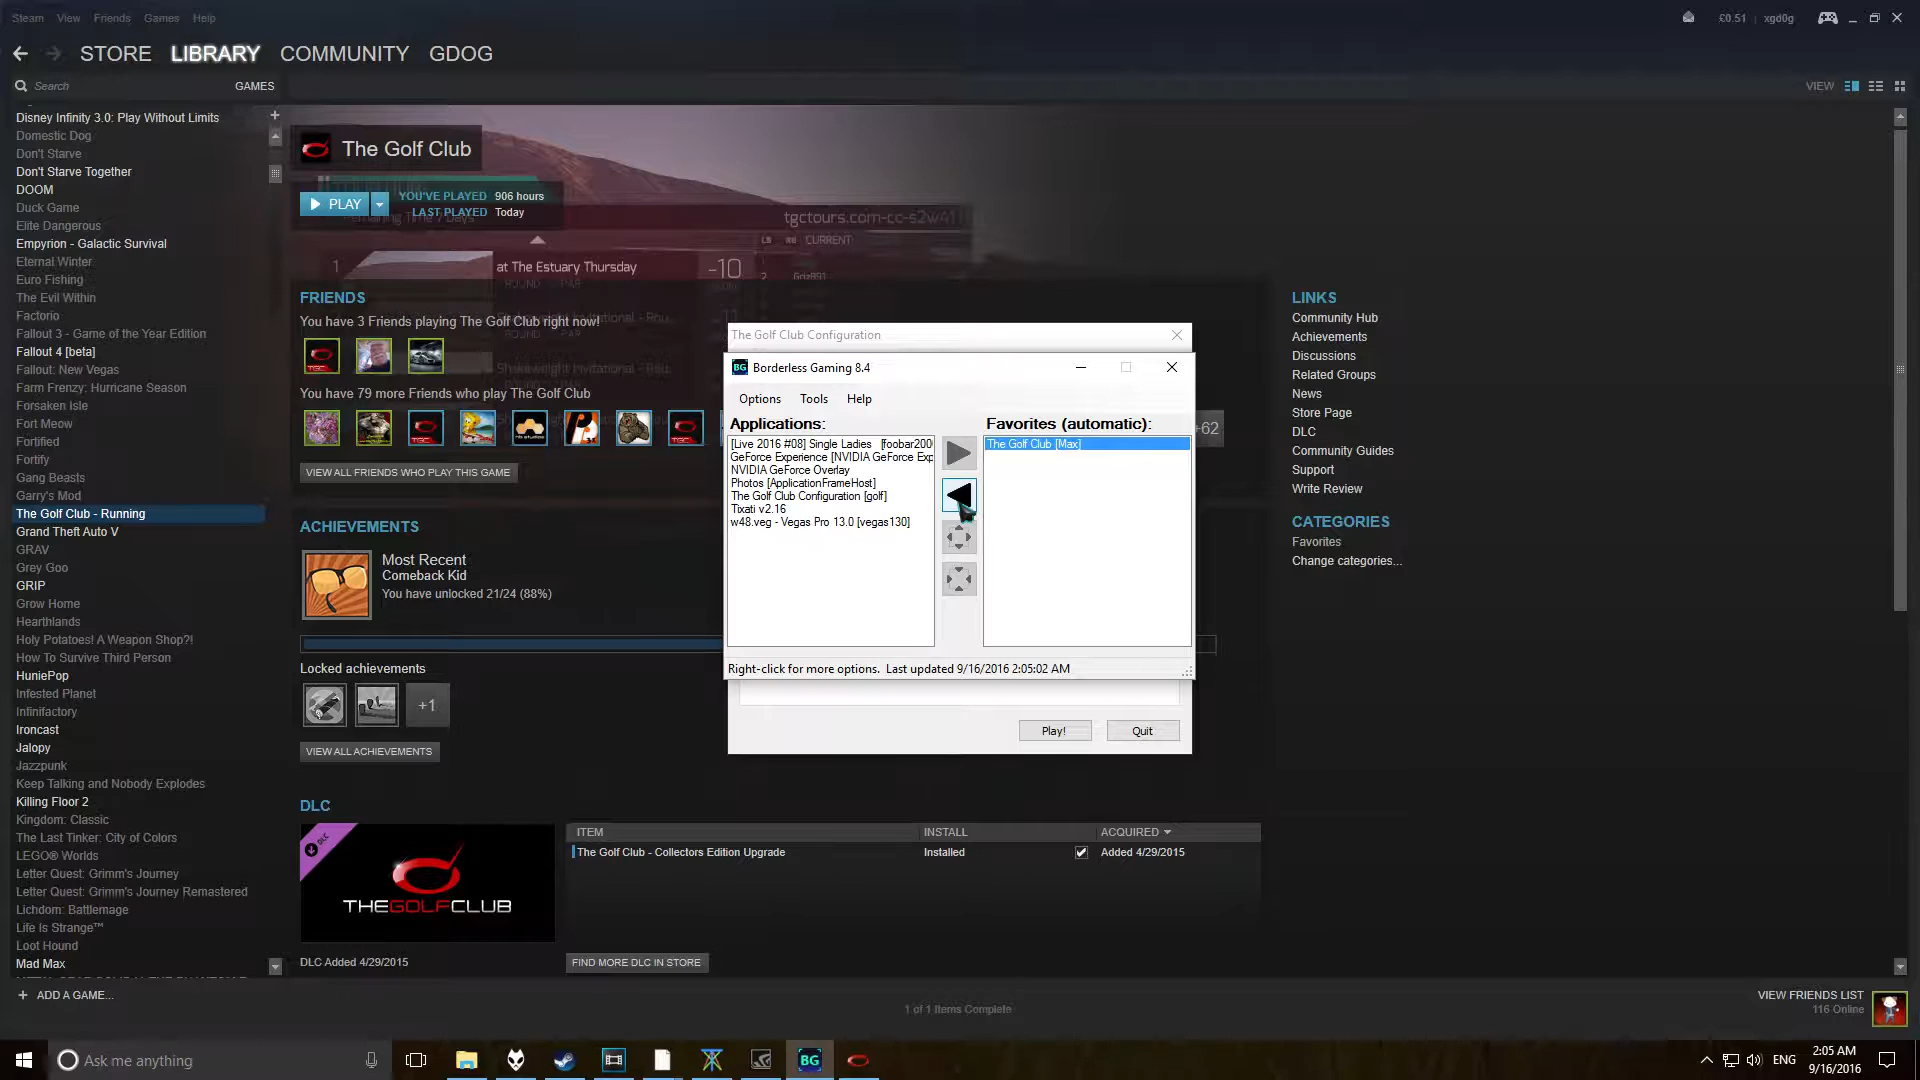 Steam View Friends Games Help
£0.51 xgd0g
STORE LIBRARY COMMUNITY GDOG
Search GAMES
VIEW
Disney Infinity 3.0: Play Without Limits
Domestic Dog
Don't Starve
Don't Starve Together
DOOM
Duck Game
Elite Dangerous
Empyrion - Galactic Survival
Eternal Winter
Euro Fishing
The Evil Within
Factorio
Fallout 3 - Game of the Year Edition
Fallout 4 [beta]
Fallout: New Vegas
Farm Frenzy: Hurricane Season
Forsaken Isle
Fort Meow
Fortified
Fortify
Gang Beasts
Garry's Mod
The Golf Club - Running
Grand Theft Auto V
GRAV
Grey Goo
GRIP
Grow Home
Hearthlands
Holy Potatoes! A Weapon Shop?!
How To Survive Third Person
HuniePop
Infested Planet
Infinifactory
Ironcast
Jalopy
Jazzpunk
Keep Talking and Nobody Explodes
Killing Floor 2
Kingdom: Classic
The Last Tinker: City of Colors
LEGO® Worlds
Letter Quest: Grimm's Journey
Letter Quest: Grimm's Journey Remastered
Lichdom: Battlemage
Life Is Strange™
Loot Hound
Mad Max
ADD A GAME...
The Golf Club
PLAY
YOU'VE PLAYED 906 hours
LAST PLAYED Today
tgctours.com-cc-s2w41
LB RB CURRENT
1 at The Estuary Thursday -10
ROUND PAR
2 Griz891
FRIENDS
You have 3 Friends playing The Golf Club right now!
You have 79 more Friends who play The Golf Club
+62
VIEW ALL FRIENDS WHO PLAY THIS GAME
ACHIEVEMENTS
Most Recent
Comeback Kid
You have unlocked 21/24 (88%)
Locked achievements
+1
VIEW ALL ACHIEVEMENTS
DLC
DLC
THEGOLFCLUB
DLC Added 4/29/2015
ITEM INSTALL ACQUIRED
The Golf Club - Collectors Edition Upgrade Installed Added 4/29/2015
FIND MORE DLC IN STORE
The Golf Club Configuration
BG Borderless Gaming 8.4
Options Tools Help
Applications:
[Live 2016 #08] Single Ladies [foobar200
GeForce Experience [NVIDIA GeForce Exp
NVIDIA GeForce Overlay
Photos [ApplicationFrameHost]
The Golf Club Configuration [golf]
Tixati v2.16
w48.veg - Vegas Pro 13.0 [vegas130]
Favorites (automatic):
The Golf Club [Max]
Right-click for more options. Last updated 9/16/2016 2:05:02 AM
Play! Quit
LINKS
Community Hub
Achievements
Discussions
Related Groups
News
Store Page
DLC
Community Guides
Support
Write Review
CATEGORIES
Favorites
Change categories...
1 of 1 Items Complete
VIEW FRIENDS LIST
116 Online
Ask me anything
BG
ENG
2:05 AM
9/16/2016